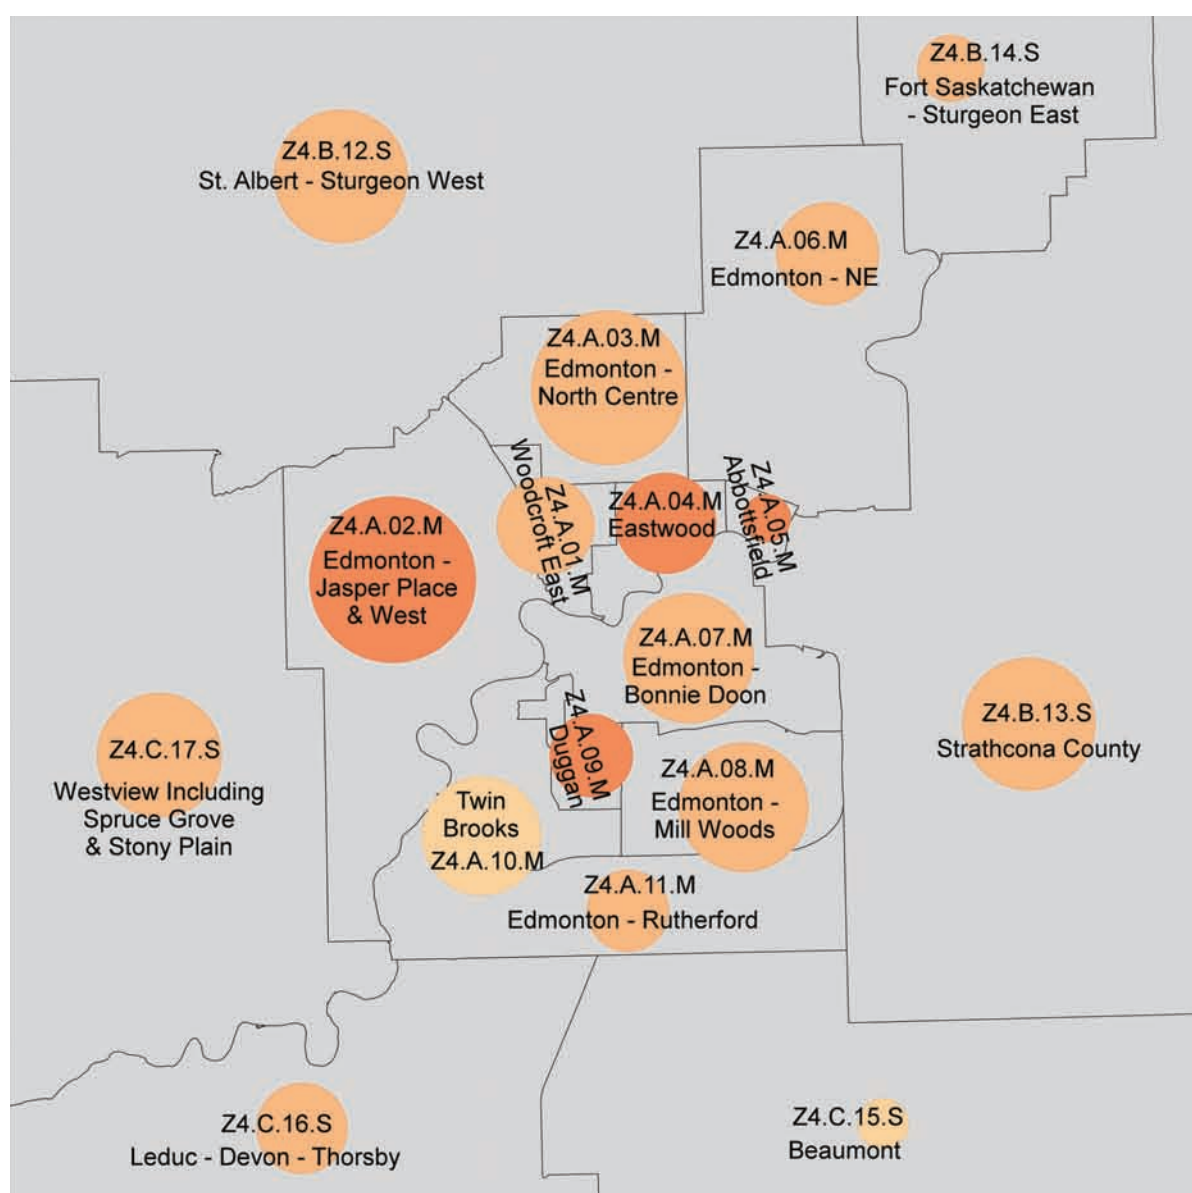 Z4.B.14.S
Fort Saskatchewan
- Sturgeon East
Z4.B.12.S
St. Albert - Sturgeon West
Z4.A.06.M
Edmonton - NE
Z4.A.03.M
Edmonton -
North Centre
Z4.A.01.M
Woodcroft East
Z4.A.04.M
Eastwood
Z4.A.05.M
Abbottsfield
Z4.A.02.M
Edmonton -
Jasper Place
& West
Z4.A.07.M
Edmonton -
Bonnie Doon
Z4.B.13.S
Strathcona County
Z4.C.17.S
Westview Including
Spruce Grove
& Stony Plain
Z4.A.09.M
Duggan
Z4.A.08.M
Edmonton -
Mill Woods
Twin
Brooks
Z4.A.10.M
Z4.A.11.M
Edmonton - Rutherford
Z4.C.16.S
Leduc - Devon - Thorsby
Z4.C.15.S
Beaumont